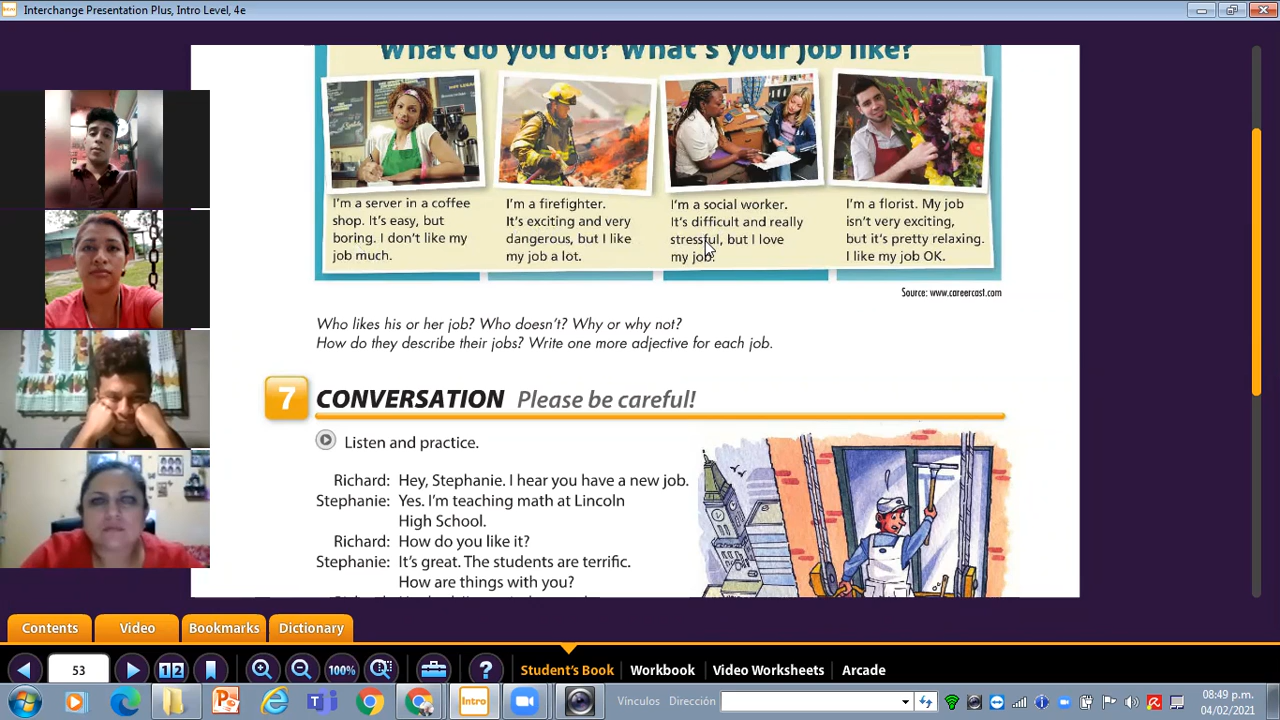 Interchange Presentation Plus, Intro Level, 4e
What do you do? What's your job like?
I'm a server in a coffee
shop. It's easy, but
boring. I don't like my
job much.
I'm a firefighter.
It's exciting and very
dangerous, but I like
my job a lot.
I'm a social worker.
It's difficult and really
stressful, but I love
my job.
I'm a florist. My job
isn't very exciting,
but it's pretty relaxing.
I like my job OK.
Source: www.careercast.com
Who likes his or her job? Who doesn't? Why or why not?
How do they describe their jobs? Write one more adjective for each job.
7 CONVERSATION Please be careful!
Listen and practice.
Richard: Hey, Stephanie. I hear you have a new job.
Stephanie: Yes. I'm teaching math at Lincoln
High School.
Richard: How do you like it?
Stephanie: It's great. The students are terrific.
How are things with you?
Contents Video Bookmarks Dictionary
53 12 100% Student's Book Workbook Video Worksheets Arcade
Intro Vínculos Dirección 08:49 p.m.
04/02/2021